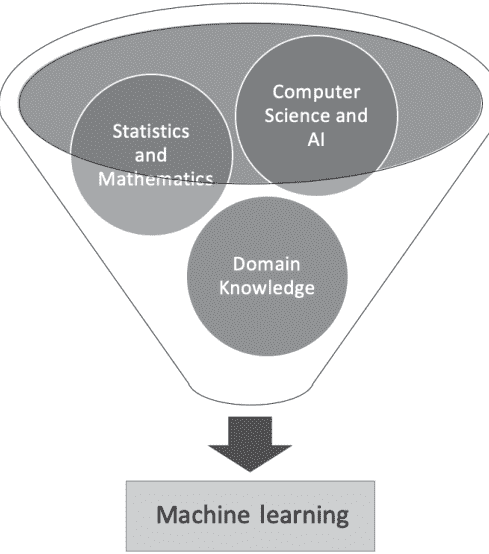 Computer
Science and
AI
Statistics
and
Mathematics
Domain
Knowledge
Machine learning